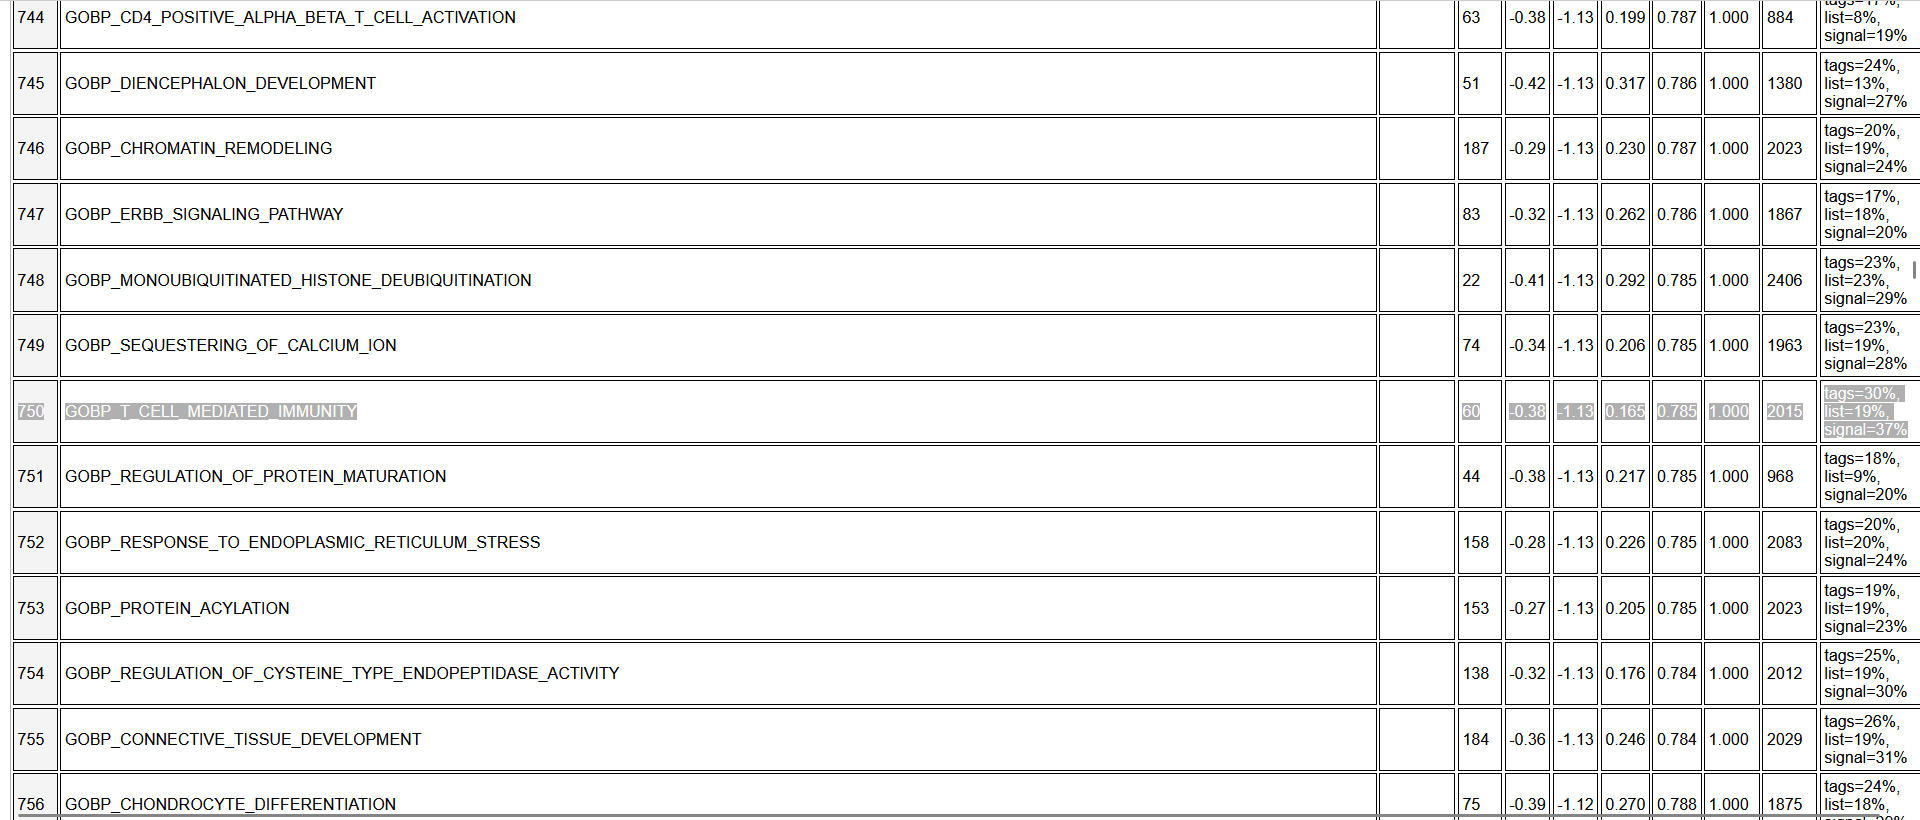 744 GOBP_CD4_POSITIVE_ALPHA_BETA_T_CELL_ACTIVATION 63 -0.38 -1.13 0.199 0.787 1.000 884 tags=17%,
list=8%,
signal=19%
745 GOBP_DIENCEPHALON_DEVELOPMENT 51 -0.42 -1.13 0.317 0.786 1.000 1380 tags=24%,
list=13%,
signal=27%
746 GOBP_CHROMATIN_REMODELING 187 -0.29 -1.13 0.230 0.787 1.000 2023 tags=20%,
list=19%,
signal=24%
747 GOBP_ERBB_SIGNALING_PATHWAY 83 -0.32 -1.13 0.262 0.786 1.000 1867 tags=17%,
list=18%,
signal=20%
748 GOBP_MONOUBIQUITINATED_HISTONE_DEUBIQUITINATION 22 -0.41 -1.13 0.292 0.785 1.000 2406 tags=23%,
list=23%,
signal=29%
749 GOBP_SEQUESTERING_OF_CALCIUM_ION 74 -0.34 -1.13 0.206 0.785 1.000 1963 tags=23%,
list=19%,
signal=28%
750 GOBP_T_CELL_MEDIATED_IMMUNITY 60 -0.38 -1.13 0.165 0.785 1.000 2015 tags=30%,
list=19%,
signal=37%
751 GOBP_REGULATION_OF_PROTEIN_MATURATION 44 -0.38 -1.13 0.217 0.785 1.000 968 tags=18%,
list=9%,
signal=20%
752 GOBP_RESPONSE_TO_ENDOPLASMIC_RETICULUM_STRESS 158 -0.28 -1.13 0.226 0.785 1.000 2083 tags=20%,
list=20%,
signal=24%
753 GOBP_PROTEIN_ACYLATION 153 -0.27 -1.13 0.205 0.785 1.000 2023 tags=19%,
list=19%,
signal=23%
754 GOBP_REGULATION_OF_CYSTEINE_TYPE_ENDOPEPTIDASE_ACTIVITY 138 -0.32 -1.13 0.176 0.784 1.000 2012 tags=25%,
list=19%,
signal=30%
755 GOBP_CONNECTIVE_TISSUE_DEVELOPMENT 184 -0.36 -1.13 0.246 0.784 1.000 2029 tags=26%,
list=19%,
signal=31%
756 GOBP_CHONDROCYTE_DIFFERENTIATION 75 -0.39 -1.12 0.270 0.788 1.000 1875 tags=24%,
list=18%,